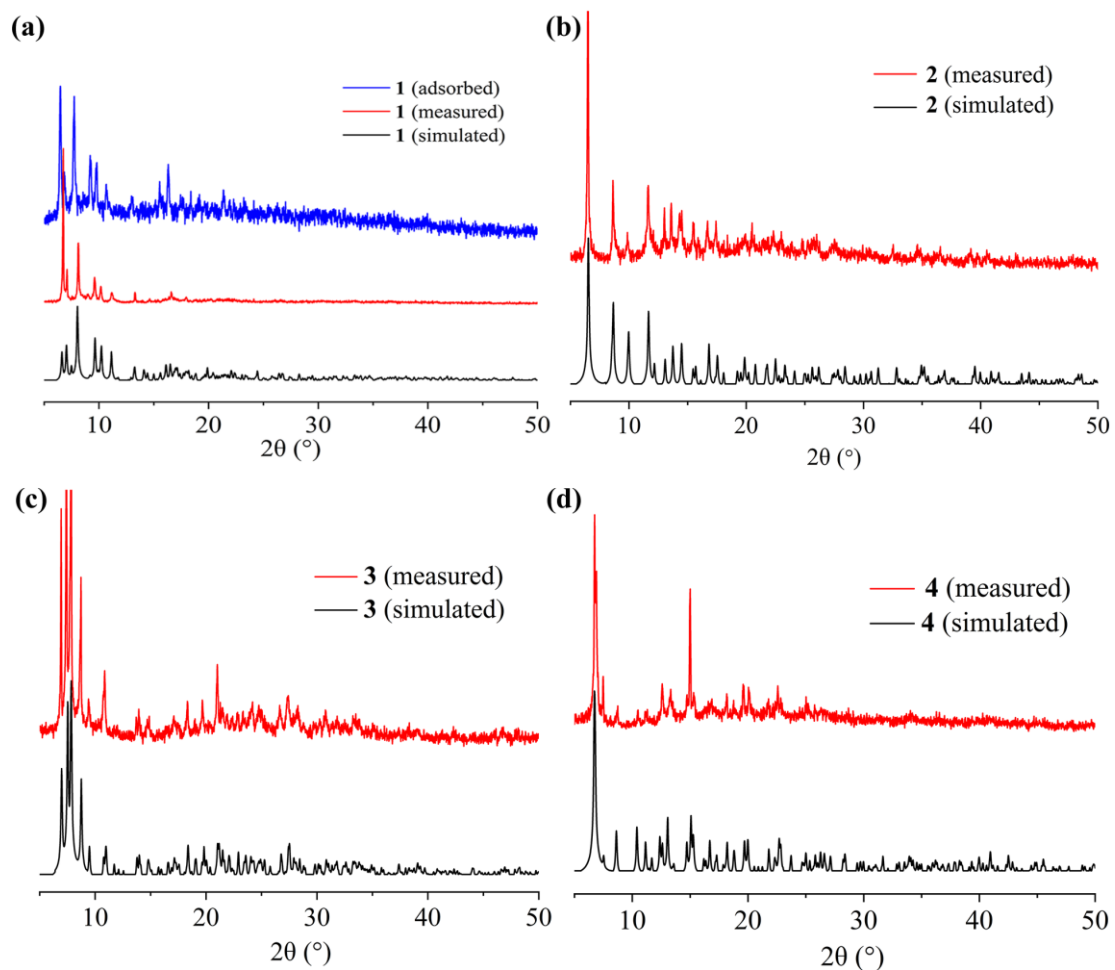 (a)
1 (adsorbed)
1 (measured)
1 (simulated)
10 20 30 40 50
2θ (°)
(b)
2 (measured)
2 (simulated)
10 20 30 40 50
2θ (°)
(c)
3 (measured)
3 (simulated)
10 20 30 40 50
2θ (°)
(d)
4 (measured)
4 (simulated)
10 20 30 40 50
2θ (°)